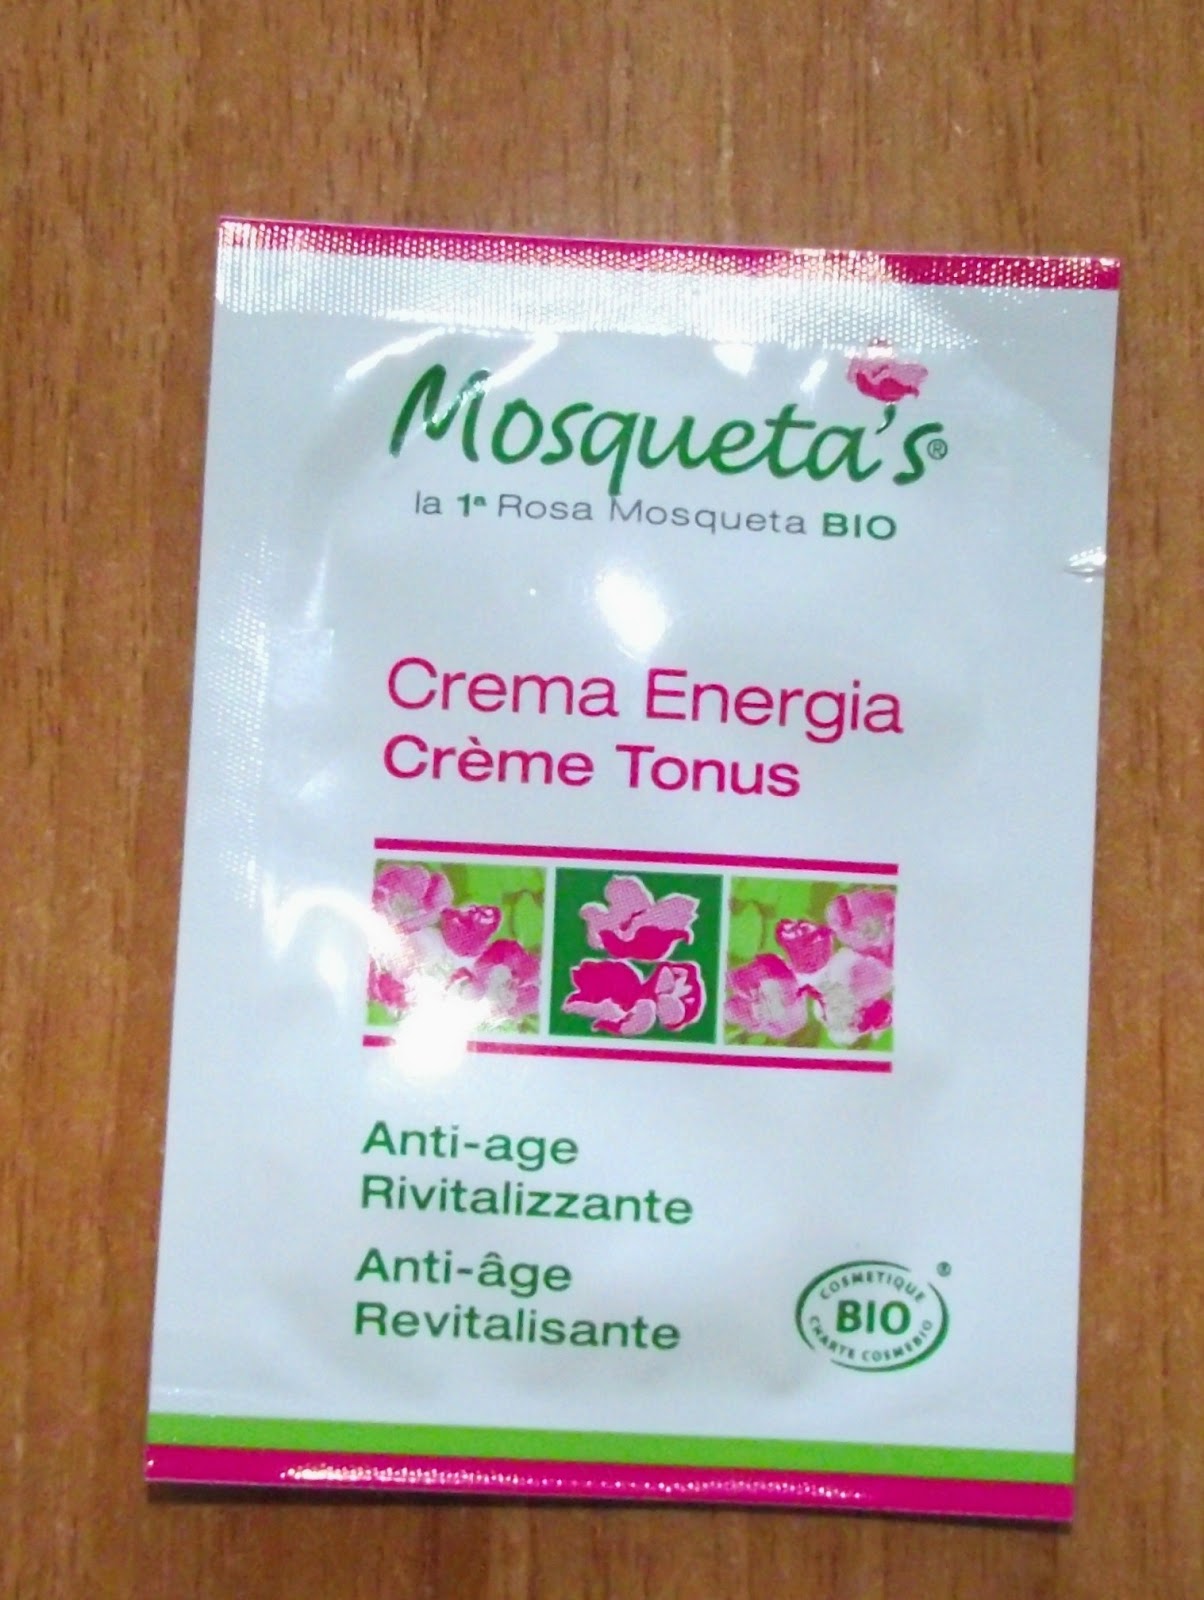 Mosqueta's®
la 1ª Rosa Mosqueta BIO
Crema Energia
Crème Tonus
Anti-age
Rivitalizzante
Anti-âge
Revitalisante
®
COSMETIQUE
BIO
CHARTE COSMEBIO